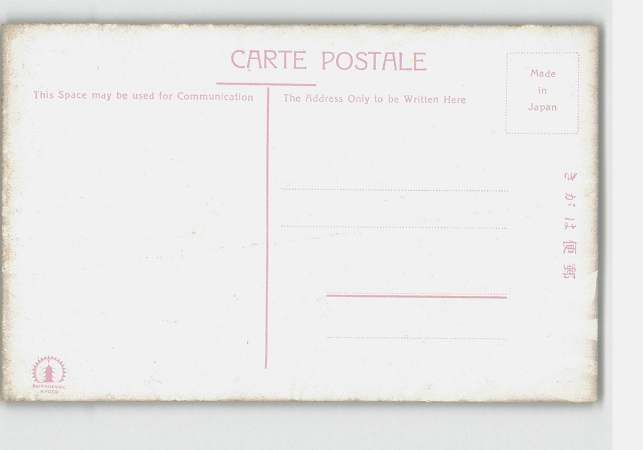 CARTE POSTALE
This Space may be used for Communication
The Address Only to be Written Here
Made
in
Japan
きがは便郵
KYOTO